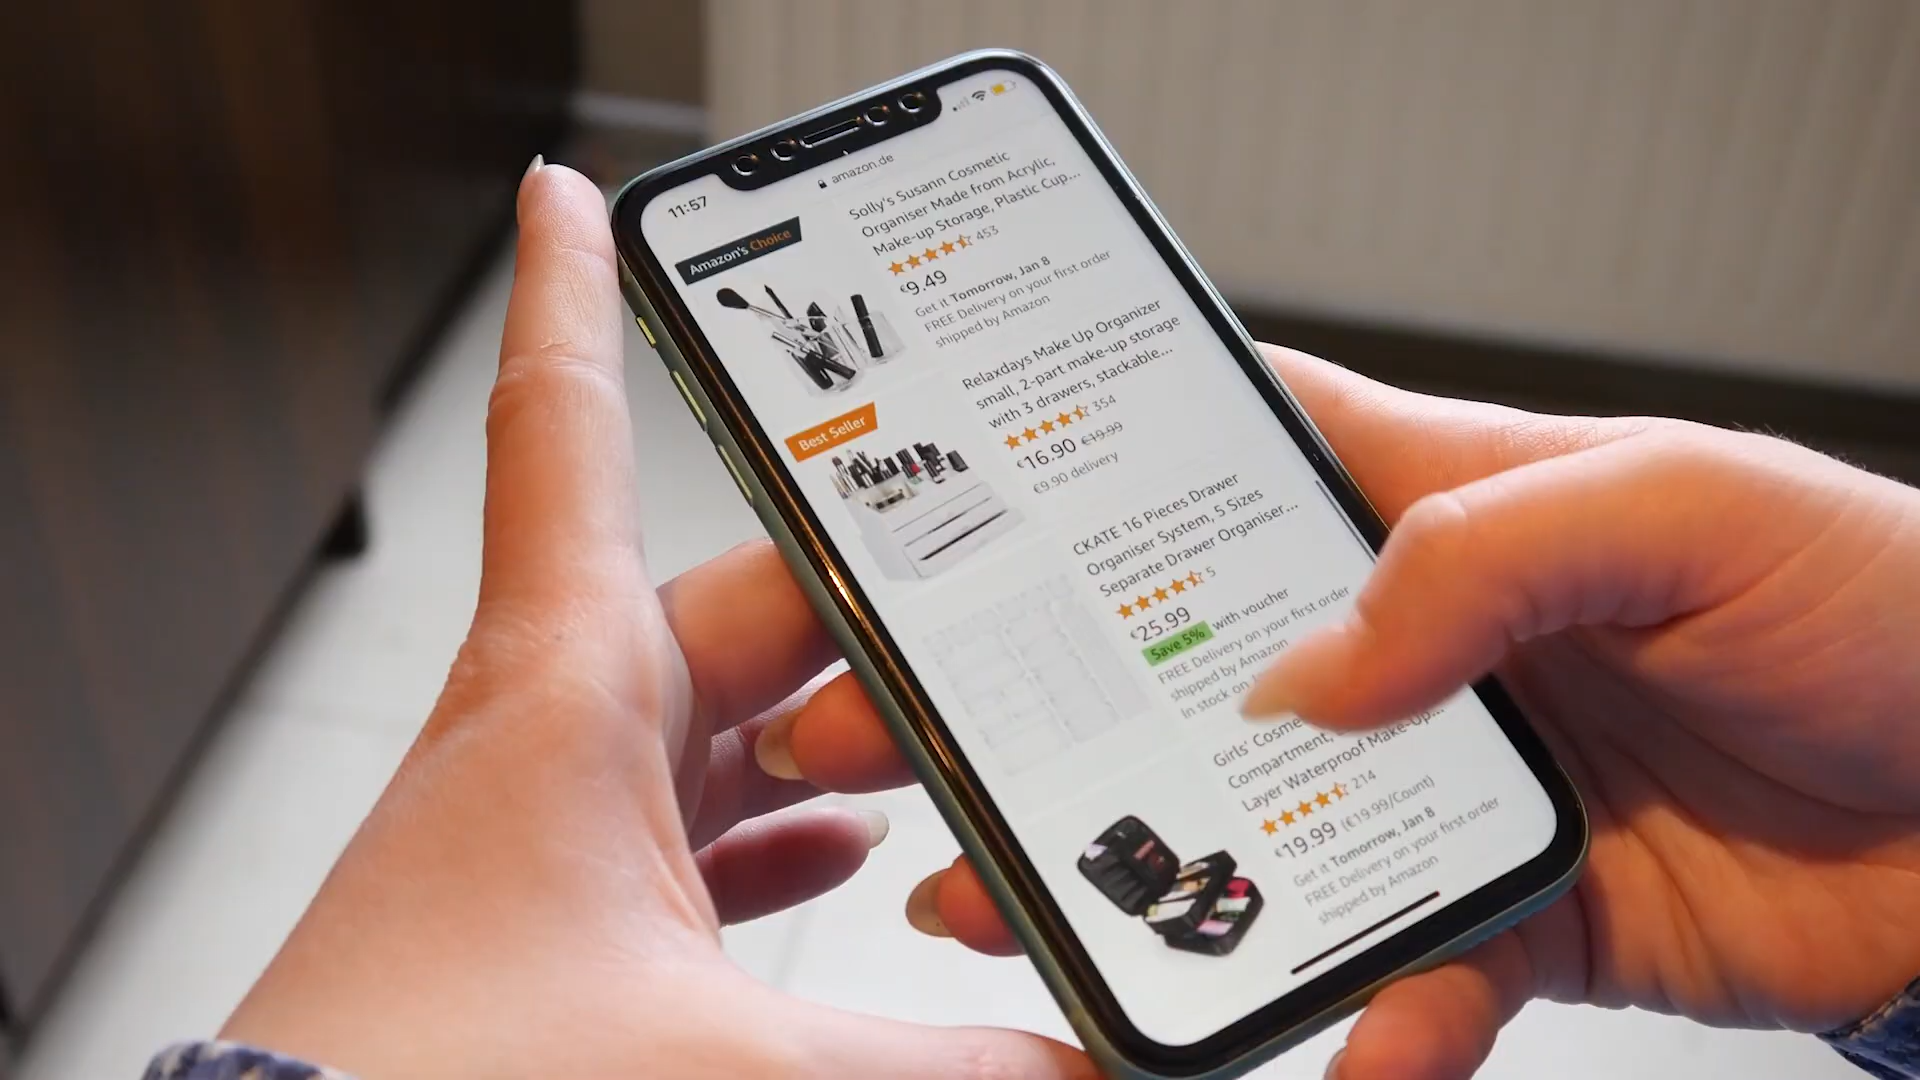 11:57
amazon.de
Amazon's Choice
Solly's Susann Cosmetic
Organiser Made from Acrylic,
Make-up Storage, Plastic Cup...
453
€9.49
Get it Tomorrow, Jan 8
FREE Delivery on your first order
shipped by Amazon
Best Seller
Relaxdays Make Up Organizer
small, 2-part make-up storage
with 3 drawers, stackable...
354
€16.90 €19.99
€9.90 delivery
CKATE 16 Pieces Drawer
Organiser System, 5 Sizes
Separate Drawer Organiser...
5
€25.99
Save 5% with voucher
FREE Delivery on your first order
shipped by Amazon
In stock on
Girls' Cosme
Compartment,
Layer Waterproof Make-Up...
214
€19.99 (€19.99/Count)
Get it Tomorrow, Jan 8
FREE Delivery on your first order
shipped by Amazon